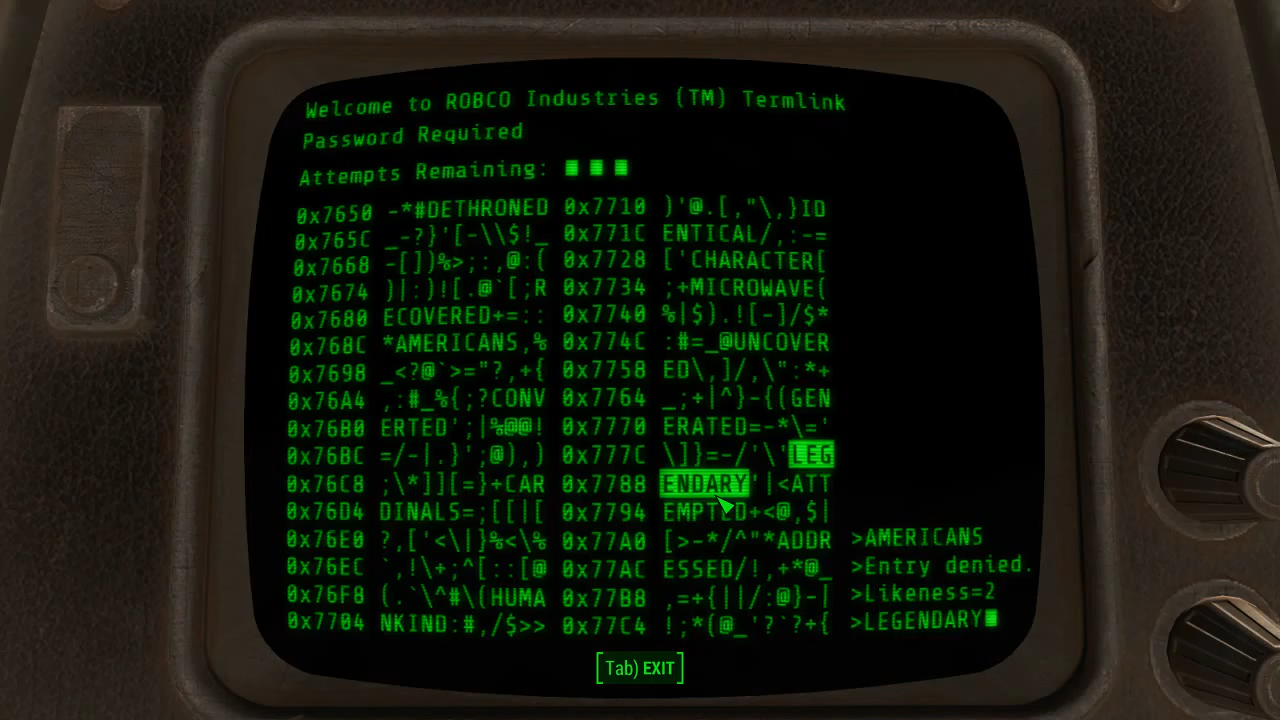 Welcome to ROBCO Industries (TM) Termlink
Password Required
Attempts Remaining: ■ ■ ■
0x7650 -*#DETHRONED 0x7710 )'@.[,"\,}ID
0x765C _-?}'[-\\$!_ 0x771C ENTICAL/,:-=
0x7668 -[])%>;:,@:( 0x7728 ['CHARACTER[
0x7674 )|:)![.@`[;R 0x7734 ;+MICROWAVE(
0x7680 ECOVERED+=:: 0x7740 %|$).![-]/$*
0x768C *AMERICANS,% 0x774C :#=_@UNCOVER
0x7698 _<?@`>="?,+{ 0x7758 ED\,]/,\":*+
0x76A4 ,:#_%{;?CONV 0x7764 _;+|^}-{(GEN
0x76B0 ERTED';|%@@! 0x7770 ERATED=-*\='
0x76BC =/-|.}';@),) 0x777C \]}=-/'\'LEG
0x76C8 ;\*]][=}+CAR 0x7788 ENDARY'|<ATT
0x76D4 DINALS=;[[|[ 0x7794 EMPTED+<@,$|
0x76E0 ?,['<\|}%<\% 0x77A0 [>-*/^"*ADDR >AMERICANS
0x76EC `,!\+;^[::[@ 0x77AC ESSED/!,+*@_ >Entry denied.
0x76F8 (.`\^#\(HUMA 0x77B8 ,=+{||/:@}-| >Likeness=2
0x7704 NKIND:#,/$>> 0x77C4 !;*(@_'?`?+{ >LEGENDARY■
[Tab) EXIT]